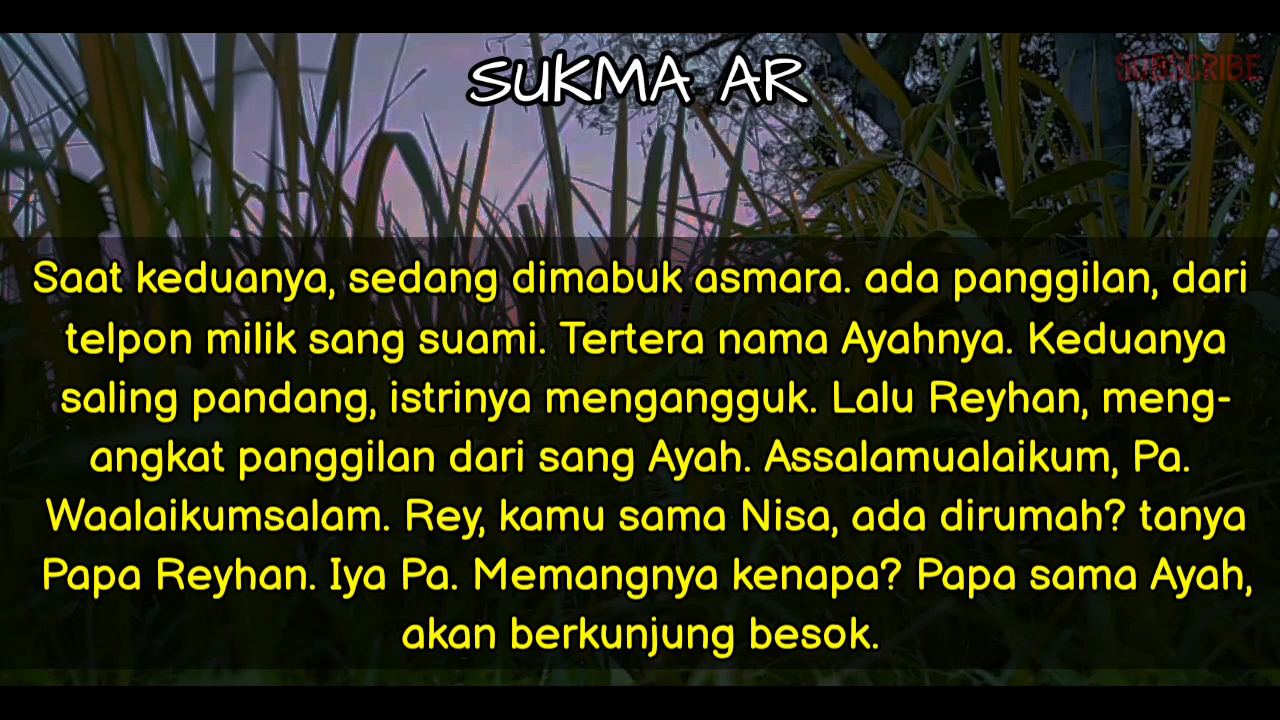 SUKMA AR
SUBSCRIBE
Saat keduanya, sedang dimabuk asmara. ada panggilan, dari
telpon milik sang suami. Tertera nama Ayahnya. Keduanya
saling pandang, istrinya mengangguk. Lalu Reyhan, meng-
angkat panggilan dari sang Ayah. Assalamualaikum, Pa.
Waalaikumsalam. Rey, kamu sama Nisa, ada dirumah? tanya
Papa Reyhan. Iya Pa. Memangnya kenapa? Papa sama Ayah,
akan berkunjung besok.